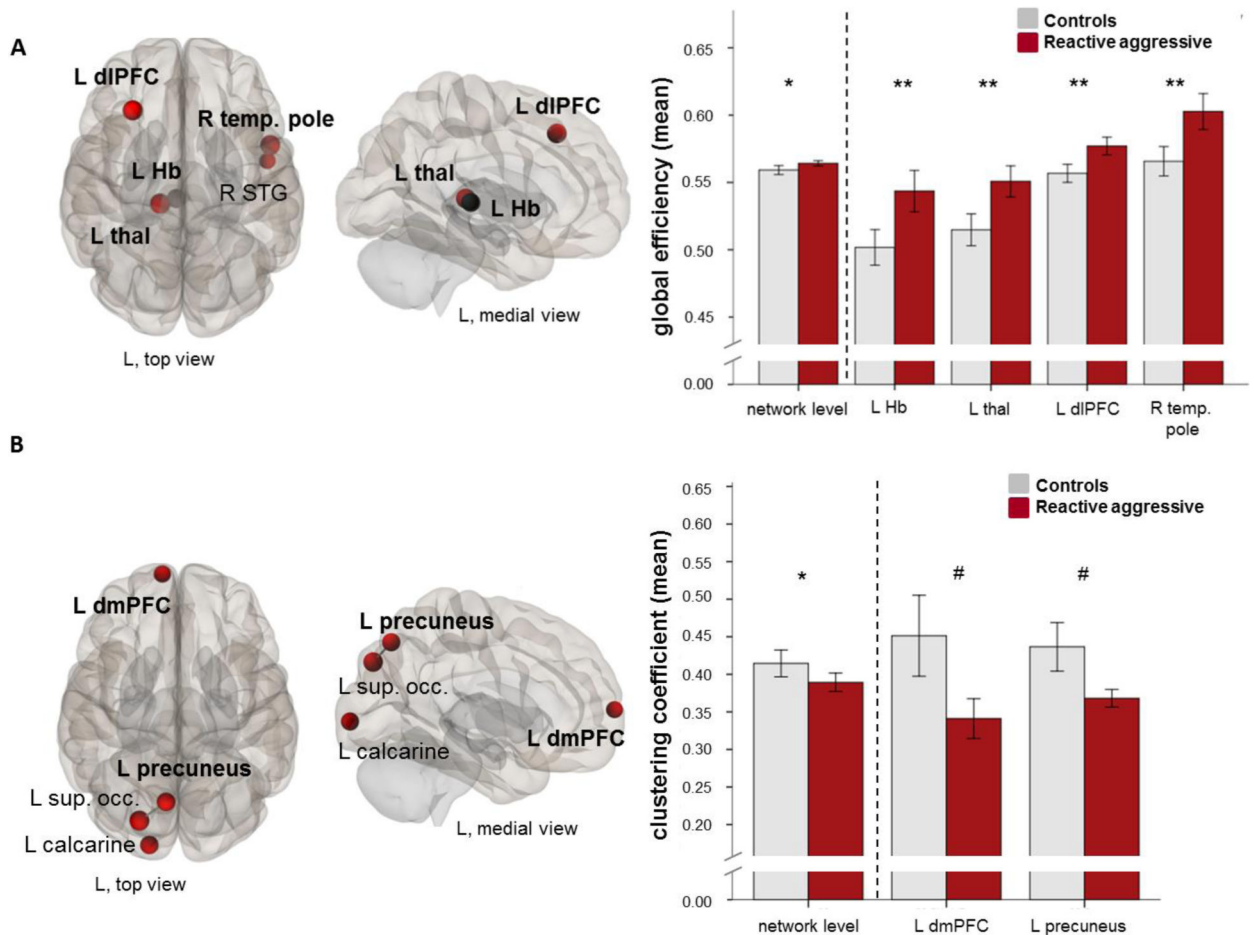 A
L dlPFC
R temp. pole
L Hb
R STG
L thal
L, top view
L dlPFC
L thal
L Hb
L, medial view
Controls
Reactive aggressive
global efficiency (mean)
0.65
0.60
0.55
0.50
0.45
0.00
*
**
**
**
**
network level
L Hb
L thal
L dlPFC
R temp.
pole
B
L dmPFC
L precuneus
L sup. occ.
L calcarine
L, top view
L precuneus
L sup. occ.
L calcarine
L dmPFC
L, medial view
Controls
Reactive aggressive
clustering coefficient (mean)
0.65
0.60
0.55
0.50
0.45
0.40
0.35
0.30
0.25
0.20
0.00
*
#
#
network level
L dmPFC
L precuneus